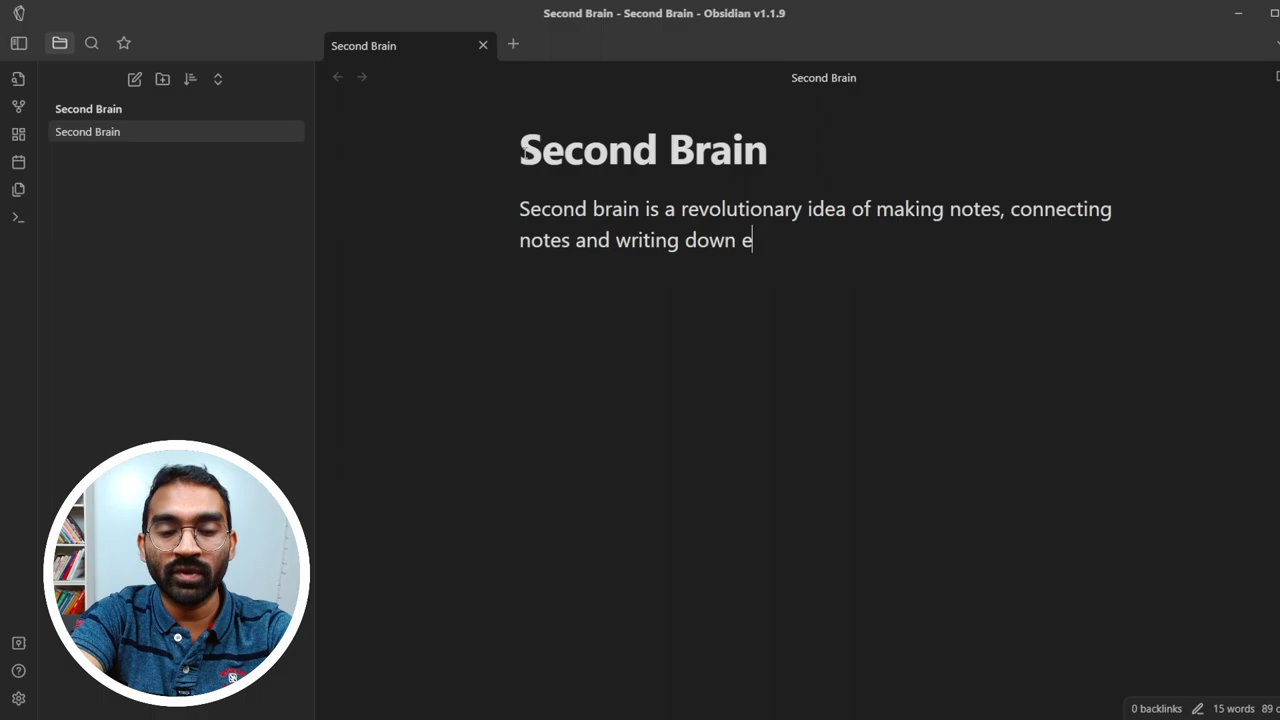 Second Brain - Second Brain - Obsidian v1.1.9
Second Brain
Second Brain
Second Brain
Second Brain
Second Brain
Second brain is a revolutionary idea of making notes, connecting
notes and writing down e
0 backlinks 15 words 89 c